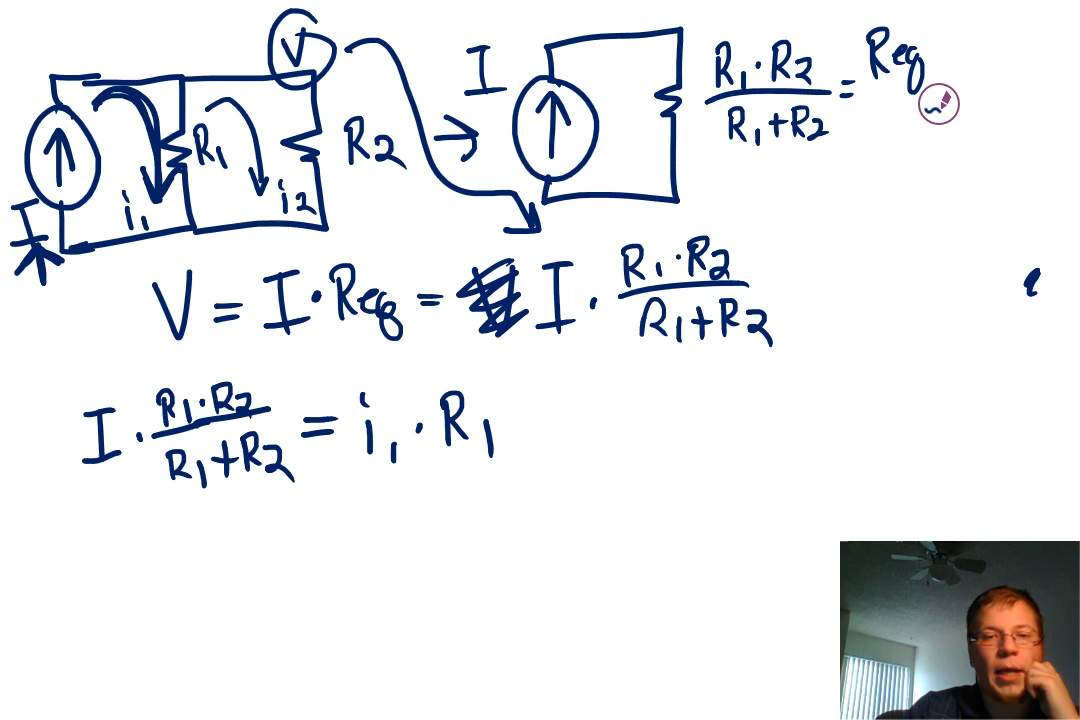 V
I
R1 · R2 / R1 + R2 = Req
R1
R2
i1
i2
I
V = I · Req = I · R1 · R2 / R1 + R2
I · R1 · R2 / R1 + R2 = i1 · R1